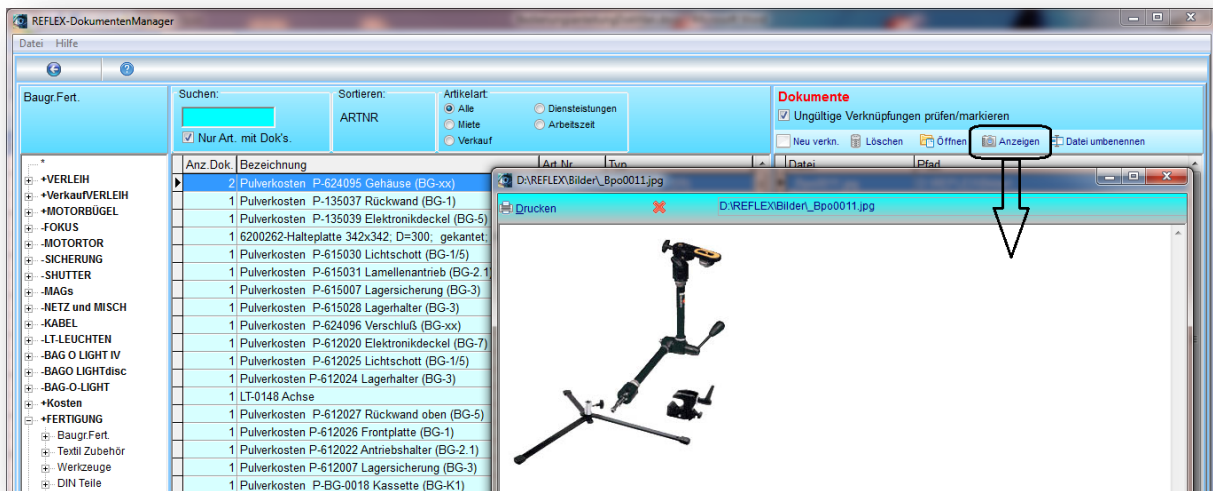 REFLEX-DokumentenManager
Datei Hilfe
Baugr.Fert.
Suchen:
Nur Art. mit Dok's.
Sortieren:
ARTNR
Artikelart:
Alle
Miete
Verkauf
Dienstleistungen
Arbeitszeit
Dokumente
Ungültige Verknüpfungen prüfen/markieren
Neu verkn. Löschen Öffnen Anzeigen Datei umbenennen
*
+VERLEIH
+VerkaufVERLEIH
+MOTORBÜGEL
-FOKUS
-MOTORTOR
-SICHERUNG
-SHUTTER
-MAGs
-NETZ und MISCH
-KABEL
-LT-LEUCHTEN
-BAG O LIGHT IV
-BAGO LIGHTdisc
-BAG-O-LIGHT
+Kosten
+FERTIGUNG
Baugr.Fert.
Textil Zubehör
Werkzeuge
DIN Teile
Anz.Dok. Bezeichnung Art.Nr. Typ
2 Pulverkosten P-624095 Gehäuse (BG-xx)
1 Pulverkosten P-135037 Rückwand (BG-1)
1 Pulverkosten P-135039 Elektronikdeckel (BG-5)
1 6200262-Halteplatte 342x342; D=300; gekantet;
1 Pulverkosten P-615030 Lichtschott (BG-1/5)
1 Pulverkosten P-615031 Lamellenantrieb (BG-2.1
1 Pulverkosten P-615007 Lagersicherung (BG-3)
1 Pulverkosten P-615028 Lagerhalter (BG-3)
1 Pulverkosten P-624096 Verschluß (BG-xx)
1 Pulverkosten P-612020 Elektronikdeckel (BG-7)
1 Pulverkosten P-612025 Lichtschott (BG-1/5)
1 Pulverkosten P-612024 Lagerhalter (BG-3)
1 LT-0148 Achse
1 Pulverkosten P-612027 Rückwand oben (BG-5)
1 Pulverkosten P-612026 Frontplatte (BG-1)
1 Pulverkosten P-612022 Antriebshalter (BG-2.1)
1 Pulverkosten P-612007 Lagersicherung (BG-3)
1 Pulverkosten P-BG-0018 Kassette (BG-K1)
Datei Pfad
D:\REFLEX\Bilder\_Bpo0011.jpg
Drucken
D:\REFLEX\Bilder\_Bpo0011.jpg